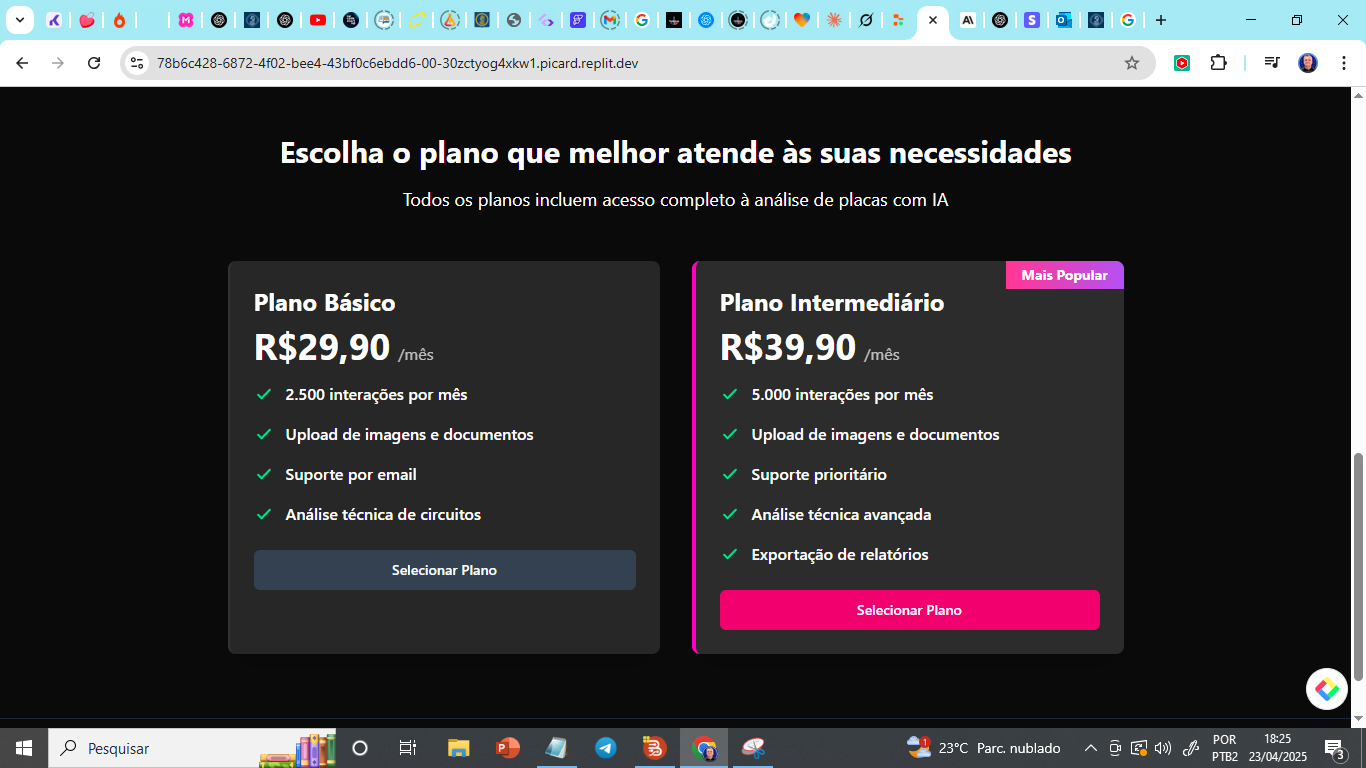 78b6c428-6872-4f02-bee4-43bf0c6ebdd6-00-30zctyog4xkw1.picard.replit.dev
Escolha o plano que melhor atende às suas necessidades
Todos os planos incluem acesso completo à análise de placas com IA
Plano Básico
R$29,90 /mês
2.500 interações por mês
Upload de imagens e documentos
Suporte por email
Análise técnica de circuitos
Selecionar Plano
Mais Popular
Plano Intermediário
R$39,90 /mês
5.000 interações por mês
Upload de imagens e documentos
Suporte prioritário
Análise técnica avançada
Exportação de relatórios
Selecionar Plano
Pesquisar
1
23°C Parc. nublado
POR
PTB2
18:25
23/04/2025
3